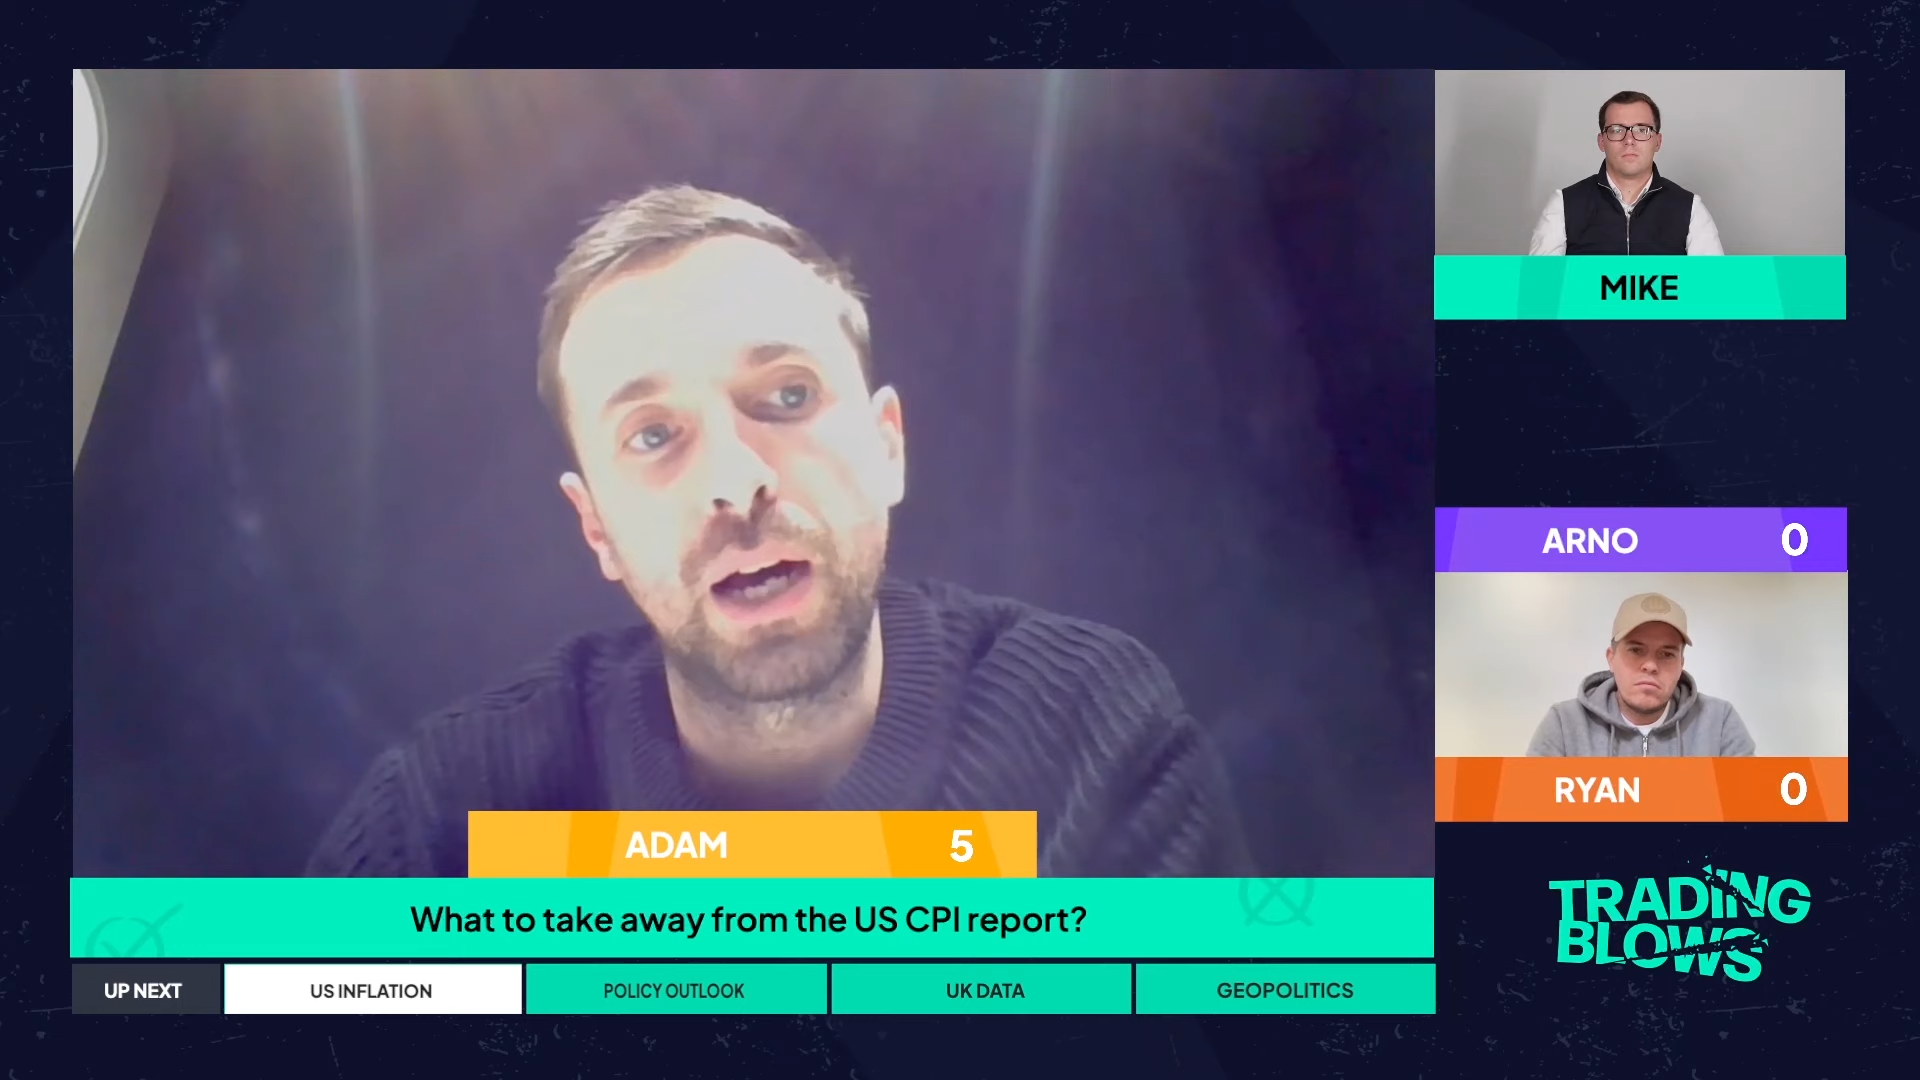 MIKE
ARNO 0
RYAN 0
ADAM 5
What to take away from the US CPI report?
UP NEXT
US INFLATION
POLICY OUTLOOK
UK DATA
GEOPOLITICS
TRADING
BLOWS